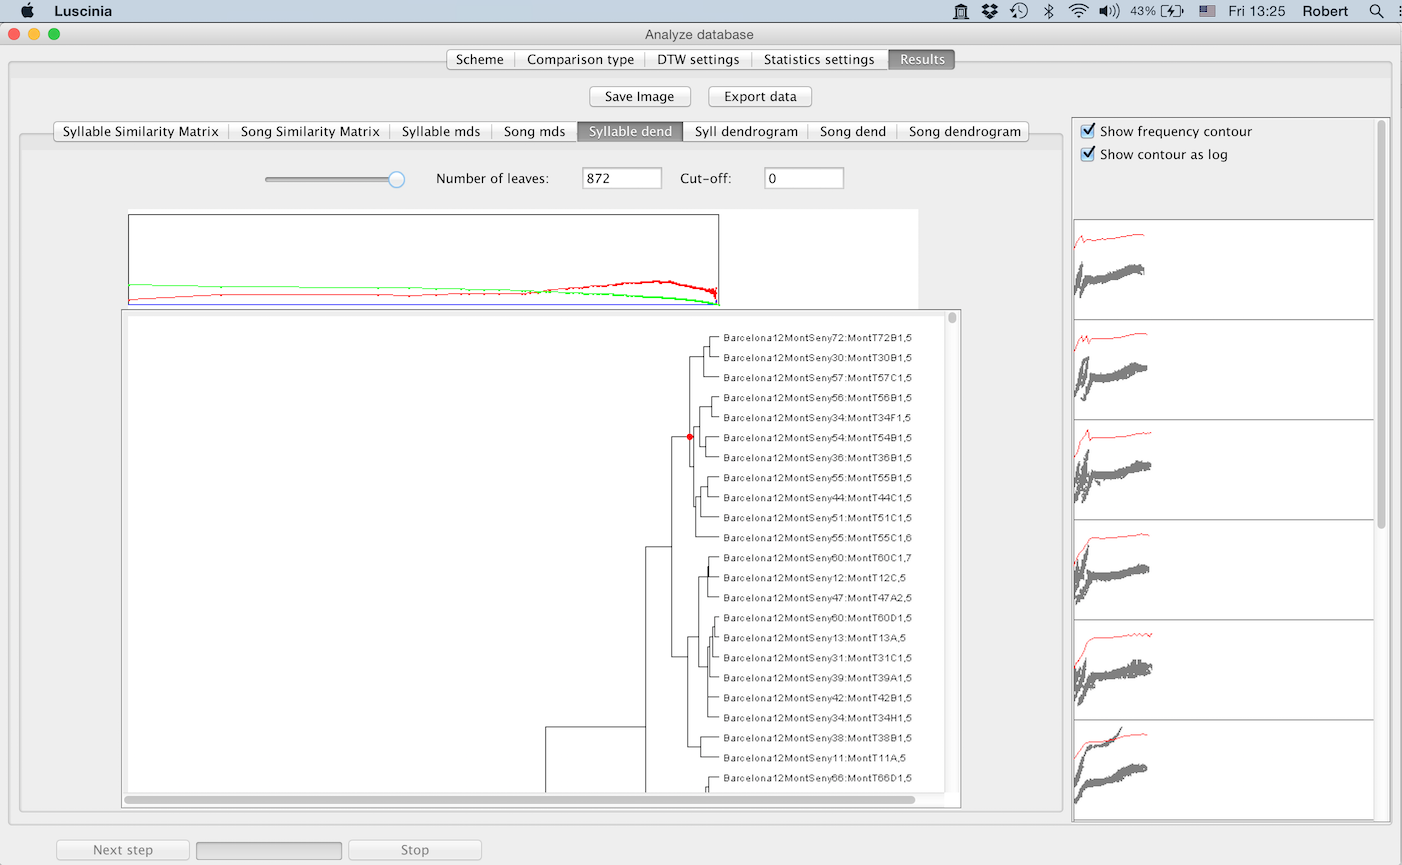 Luscinia 43% Fri 13:25 Robert
Analyze database
Scheme Comparison type DTW settings Statistics settings Results
Save Image Export data
Syllable Similarity Matrix Song Similarity Matrix Syllable mds Song mds Syllable dend Syll dendrogram Song dend Song dendrogram
Show frequency contour
Show contour as log
Number of leaves: 872 Cut-off: 0
Barcelona12MontSeny72:MontT72B1,5
Barcelona12MontSeny30:MontT30B1,5
Barcelona12MontSeny57:MontT57C1,5
Barcelona12MontSeny56:MontT56B1,5
Barcelona12MontSeny34:MontT34F1,5
Barcelona12MontSeny54:MontT54B1,5
Barcelona12MontSeny36:MontT36B1,5
Barcelona12MontSeny55:MontT55B1,5
Barcelona12MontSeny44:MontT44C1,5
Barcelona12MontSeny51:MontT51C1,5
Barcelona12MontSeny55:MontT55C1,6
Barcelona12MontSeny60:MontT60C1,7
Barcelona12MontSeny12:MontT12C,5
Barcelona12MontSeny47:MontT47A2,5
Barcelona12MontSeny60:MontT60D1,5
Barcelona12MontSeny13:MontT13A,5
Barcelona12MontSeny31:MontT31C1,5
Barcelona12MontSeny39:MontT39A1,5
Barcelona12MontSeny42:MontT42B1,5
Barcelona12MontSeny34:MontT34H1,5
Barcelona12MontSeny38:MontT38B1,5
Barcelona12MontSeny11:MontT11A,5
Barcelona12MontSeny66:MontT66D1,5
Next step Stop